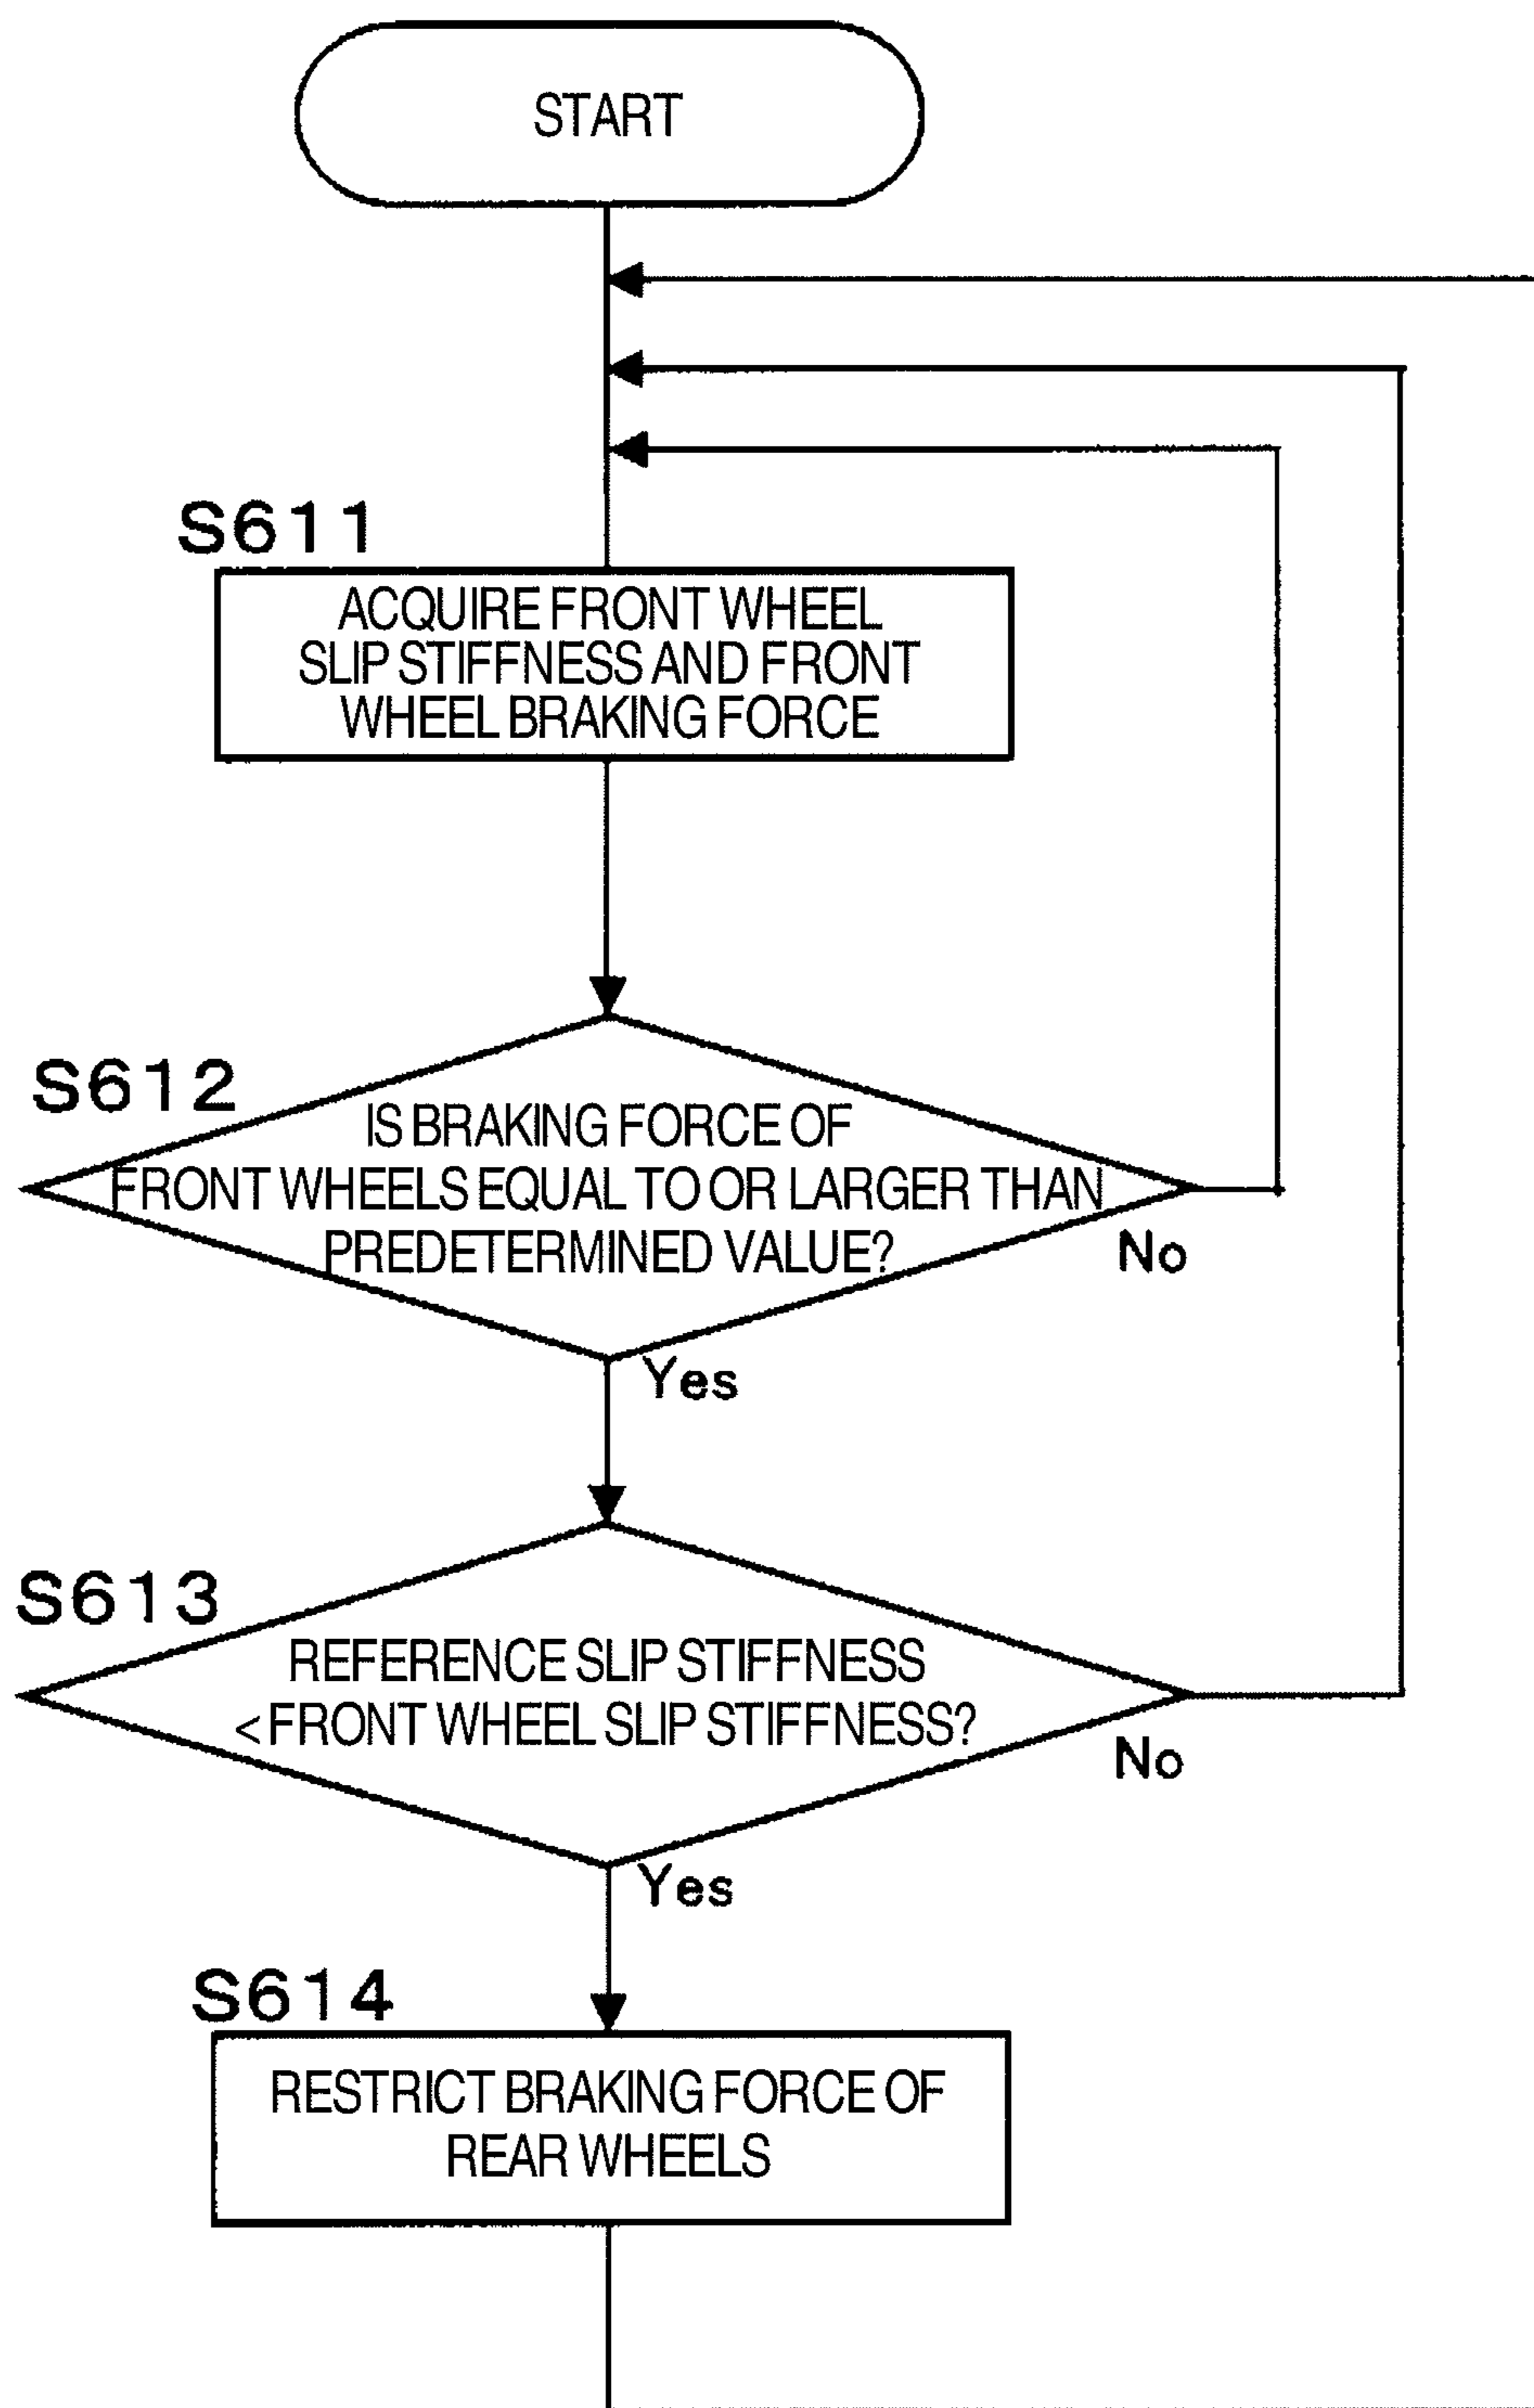 START
S611
ACQUIRE FRONT WHEEL
SLIP STIFFNESS AND FRONT
WHEEL BRAKING FORCE
S612
IS BRAKING FORCE OF
FRONT WHEELS EQUAL TO OR LARGER THAN
PREDETERMINED VALUE?
No
Yes
S613
REFERENCE SLIP STIFFNESS
< FRONT WHEEL SLIP STIFFNESS?
No
Yes
S614
RESTRICT BRAKING FORCE OF
REAR WHEELS